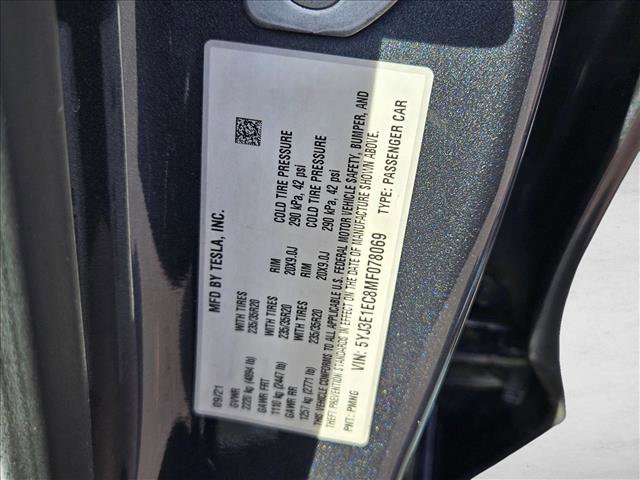 MFD BY TESLA, INC.
09/21
GVWR
2220 kg (4894 lb)
GAWR FRT WITH TIRES RIM COLD TIRE PRESSURE
1110 kg (2447 lb) 235/35R20 20X9.0J 290 kPa, 42 psi
GAWR RR WITH TIRES RIM COLD TIRE PRESSURE
1257 kg (2771 lb) 235/35R20 20X9.0J 290 kPa, 42 psi
THIS VEHICLE CONFORMS TO ALL APPLICABLE U.S. FEDERAL MOTOR VEHICLE SAFETY, BUMPER, AND
THEFT PREVENTION STANDARDS IN EFFECT ON THE DATE OF MANUFACTURE SHOWN ABOVE.
PNT: PMNG VIN: 5YJ3E1EC8MF078069 TYPE: PASSENGER CAR